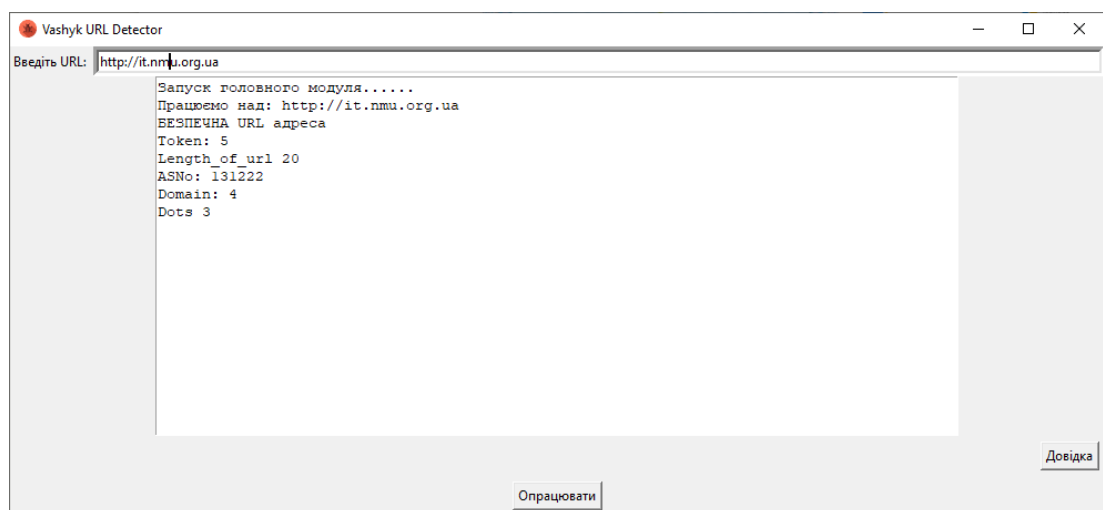 Vashyk URL Detector
Введіть URL: http://it.nmu.org.ua
Запуск головного модуля......
Працюємо над: http://it.nmu.org.ua
БЕЗПЕЧНА URL адреса
Token: 5
Length_of_url 20
ASNo: 131222
Domain: 4
Dots 3
Довідка
Опрацювати